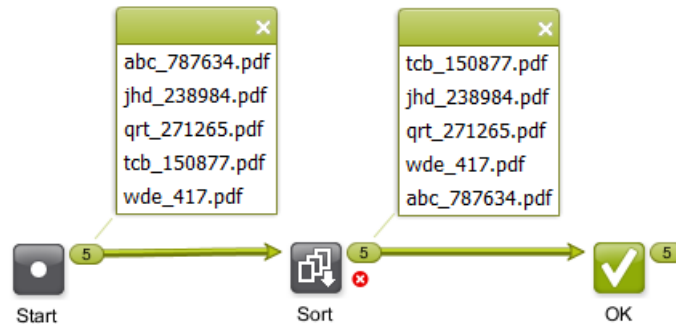 abc_787634.pdf
jhd_238984.pdf
qrt_271265.pdf
tcb_150877.pdf
wde_417.pdf
tcb_150877.pdf
jhd_238984.pdf
qrt_271265.pdf
wde_417.pdf
abc_787634.pdf
5
5
5
Start
Sort
OK